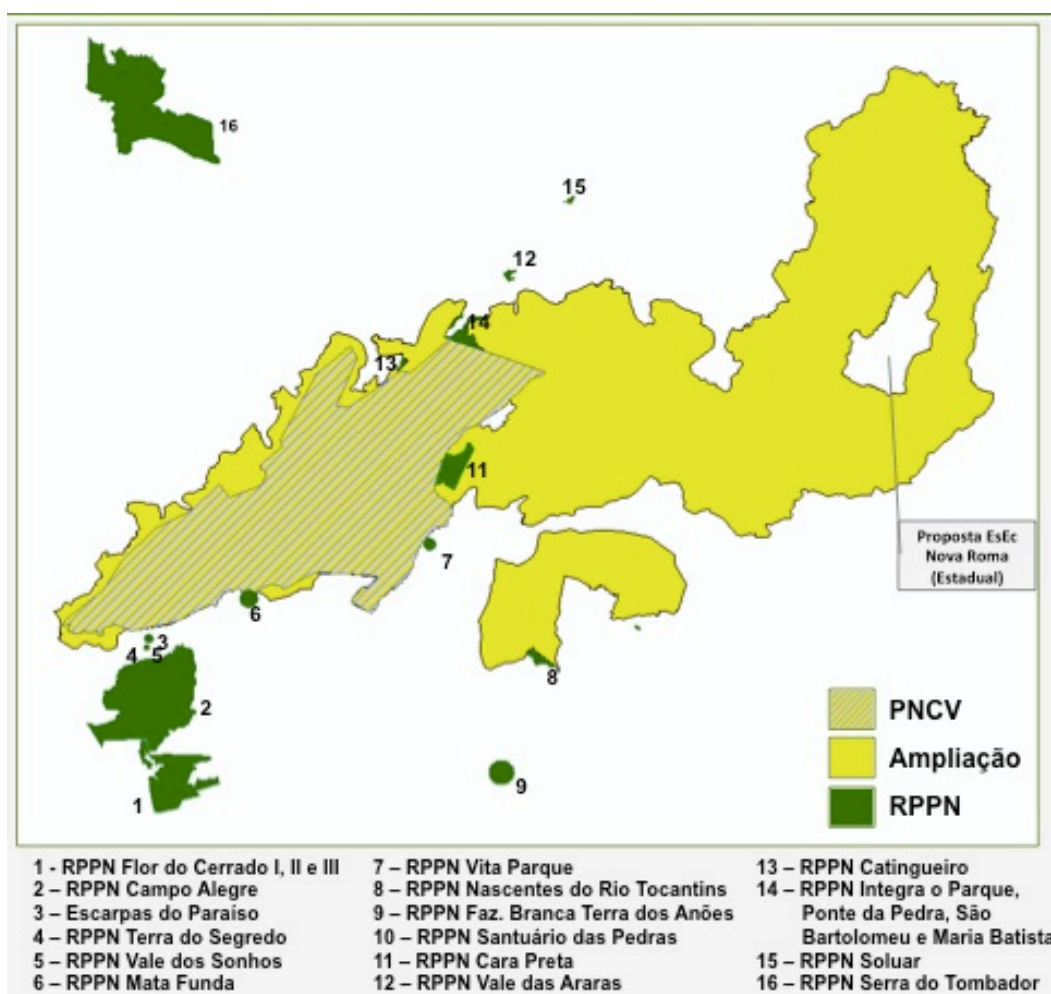 16
15
12
14
13
11
Proposta EsEc
Nova Roma
(Estadual)
7
6
3
4 5
8
2
9
1
PNCV
Ampliação
RPPN
1 - RPPN Flor do Cerrado I, II e III
2 – RPPN Campo Alegre
3 – Escarpas do Paraíso
4 – RPPN Terra do Segredo
5 – RPPN Vale dos Sonhos
6 – RPPN Mata Funda
7 – RPPN Vita Parque
8 – RPPN Nascentes do Rio Tocantins
9 – RPPN Faz. Branca Terra dos Anões
10 – RPPN Santuário das Pedras
11 – RPPN Cara Preta
12 – RPPN Vale das Araras
13 – RPPN Catingueiro
14 – RPPN Integra o Parque,
Ponte da Pedra, São
Bartolomeu e Maria Batista
15 – RPPN Soluar
16 – RPPN Serra do Tombador